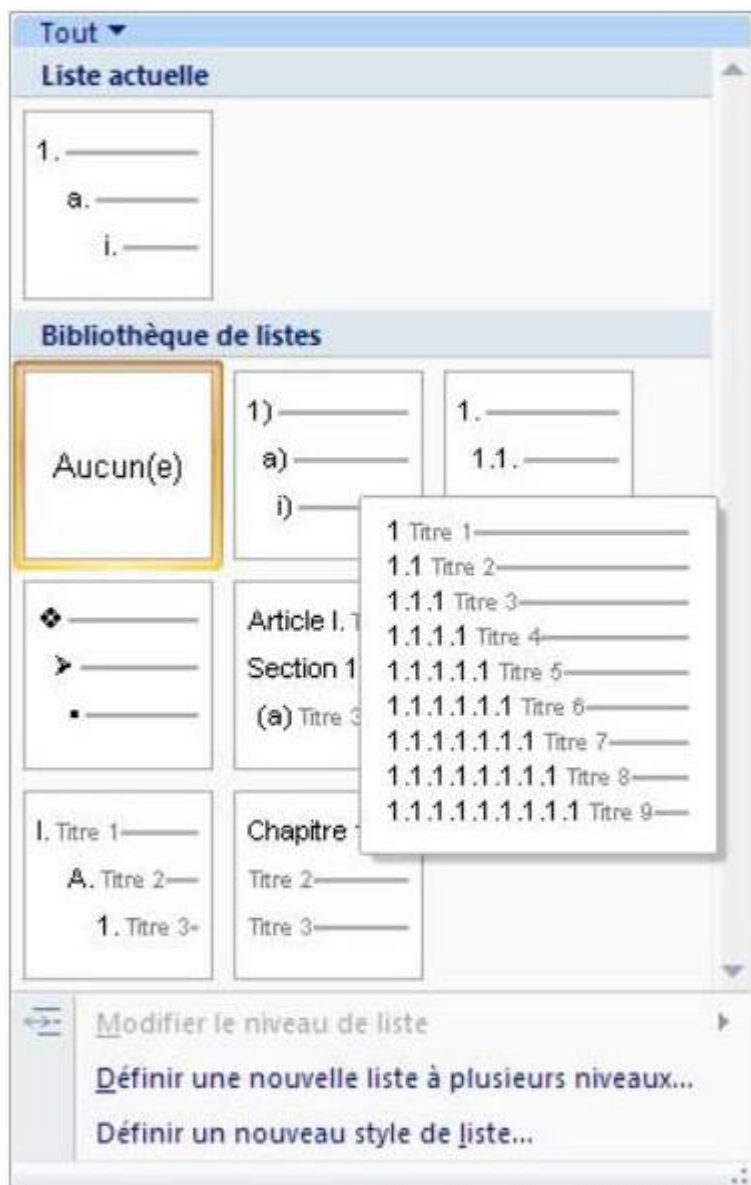 Tout
Liste actuelle
1.
a.
i.
Bibliothèque de listes
Aucun(e)
1)
a)
i)
1.
1.1.
1 Titre 1
1.1 Titre 2
1.1.1 Titre 3
1.1.1.1 Titre 4
1.1.1.1.1 Titre 5
1.1.1.1.1.1 Titre 6
1.1.1.1.1.1.1 Titre 7
1.1.1.1.1.1.1.1 Titre 8
1.1.1.1.1.1.1.1.1 Titre 9
Article I.
Section 1
(a) Titre 3
I. Titre 1
A. Titre 2
1. Titre 3
Chapitre
Titre 2
Titre 3
Modifier le niveau de liste
Définir une nouvelle liste à plusieurs niveaux...
Définir un nouveau style de liste...